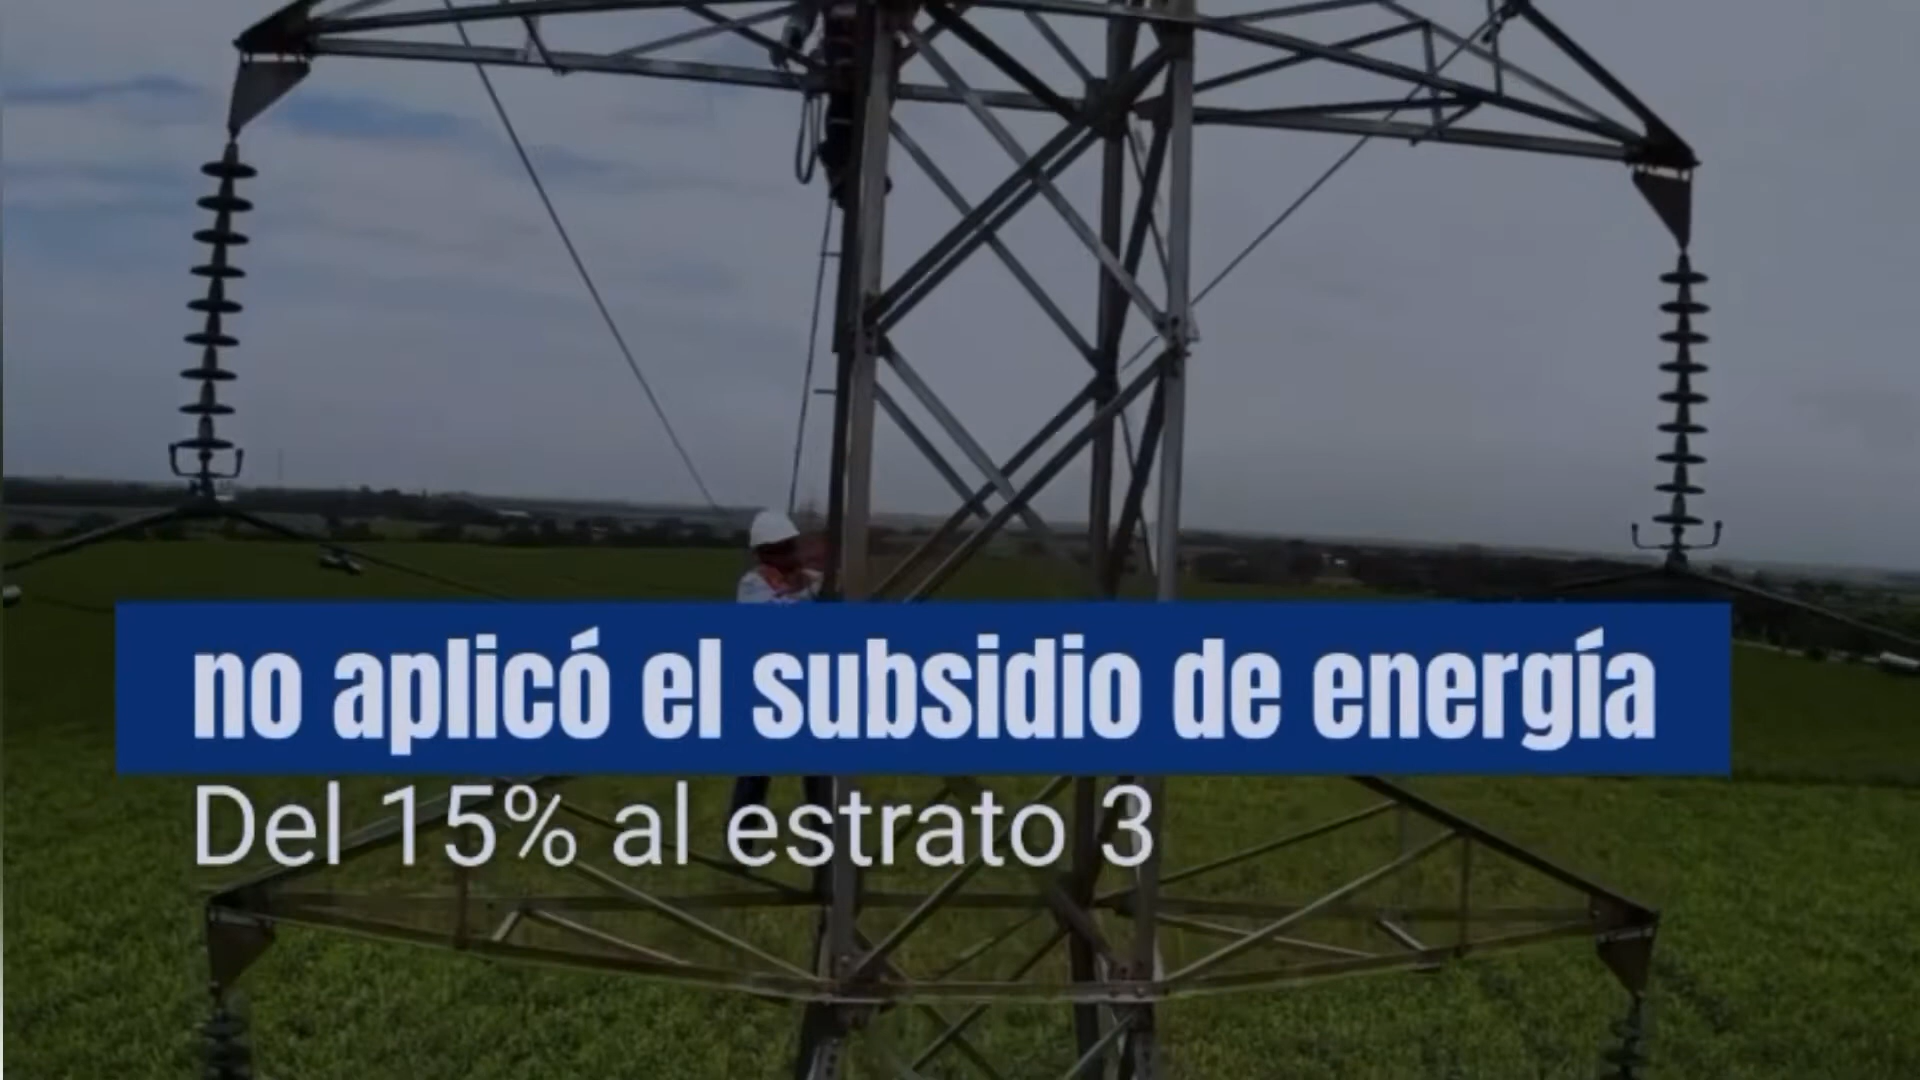 no aplicó el subsidio de energía
Del 15% al estrato 3